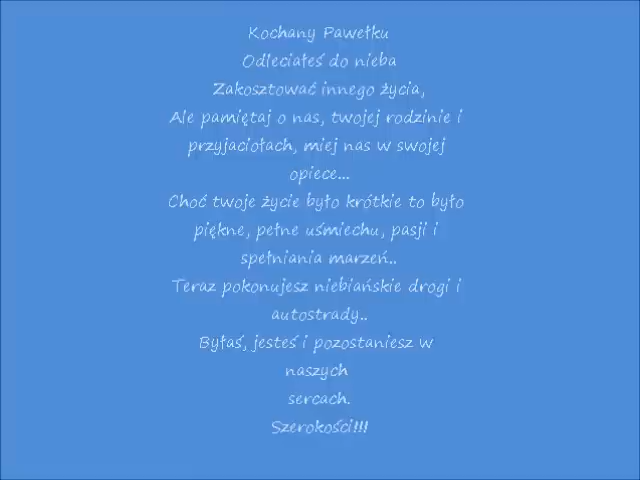 Kochany Pawełku
Odleciałeś do nieba
Zakosztować innego życia,
Ale pamiętaj o nas, twojej rodzinie i
przyjaciołach, miej nas w swojej
opiece...
Choć twoje życie było krótkie to było
piękne, pełne uśmiechu, pasji i
spełniania marzeń..
Teraz pokonujesz niebiańskie drogi i
autostrady..
Byłaś, jesteś i pozostaniesz w
naszych
sercach.
Szerokości!!!